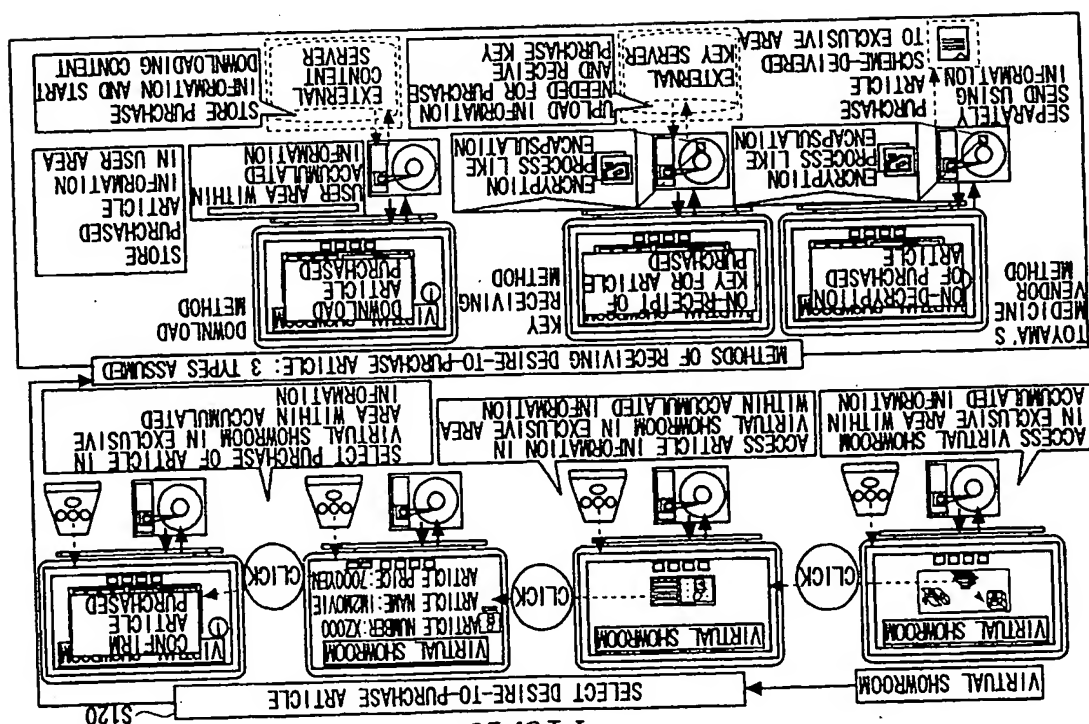 S120
VIRTUAL SHOWROOM
SELECT DESIRE-TO-PURCHASE ARTICLE
VIRTUAL SHOWROOM
CLICK
VIRTUAL SHOWROOM
CLICK
VIRTUAL SHOWROOM
ARTICLE NUMBER:XZ000
ARTICLE NAME:IMZMOVIE
ARTICLE PRICE:7000YEN
CLICK
CONFIRM
ARTICLE
PURCHASED
ACCESS VIRTUAL SHOWROOM
IN EXCLUSIVE AREA WITHIN
ACCUMULATED INFORMATION
ACCESS ARTICLE INFORMATION IN
VIRTUAL SHOWROOM IN EXCLUSIVE AREA
WITHIN ACCUMULATED INFORMATION
SELECT PURCHASE OF ARTICLE IN
VIRTUAL SHOWROOM IN EXCLUSIVE
AREA WITHIN ACCUMULATED
INFORMATION
METHODS OF RECEIVING DESIRE-TO-PURCHASE ARTICLE: 3 TYPES ASSUMED
TOYAMA'S
MEDICINE
VENDOR
METHOD
ON-DECRYPTION
OF PURCHASED
ARTICLE
KEY
RECEIVING
METHOD
VIRTUAL SHOWROOM
ON-RECEIPT OF
KEY FOR ARTICLE
PURCHASED
DOWNLOAD
METHOD
VIRTUAL SHOWROOM
DOWNLOAD
ARTICLE
PURCHASED
STORE
PURCHASED
ARTICLE
INFORMATION
IN USER AREA
ENCRYPTION
PROCESS LIKE
ENCAPSULATION
ENCRYPTION
PROCESS LIKE
ENCAPSULATION
USER AREA WITHIN
ACCUMULATED
INFORMATION
SEPARATELY
SEND USING
INFORMATION
PURCHASE
ARTICLE
SCHEME-DELIVERED
TO EXCLUSIVE AREA
EXTERNAL
KEY SERVER
UPLOAD INFORMATION
NEEDED FOR PURCHASE
AND RECEIVE
PURCHASE KEY
EXTERNAL
CONTENT
SERVER
STORE PURCHASE
INFORMATION AND START
DOWNLOADING CONTENT